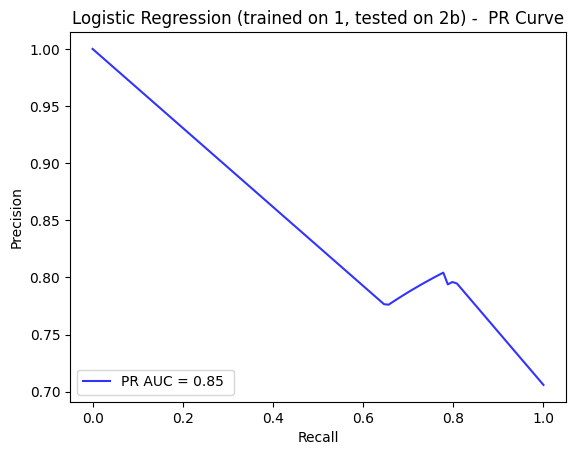 Logistic Regression (trained on 1, tested on 2b) -  PR Curve
1.00
0.95
0.90
0.85
0.80
0.75
0.70
Precision
PR AUC = 0.85
0.0 0.2 0.4 0.6 0.8 1.0
Recall